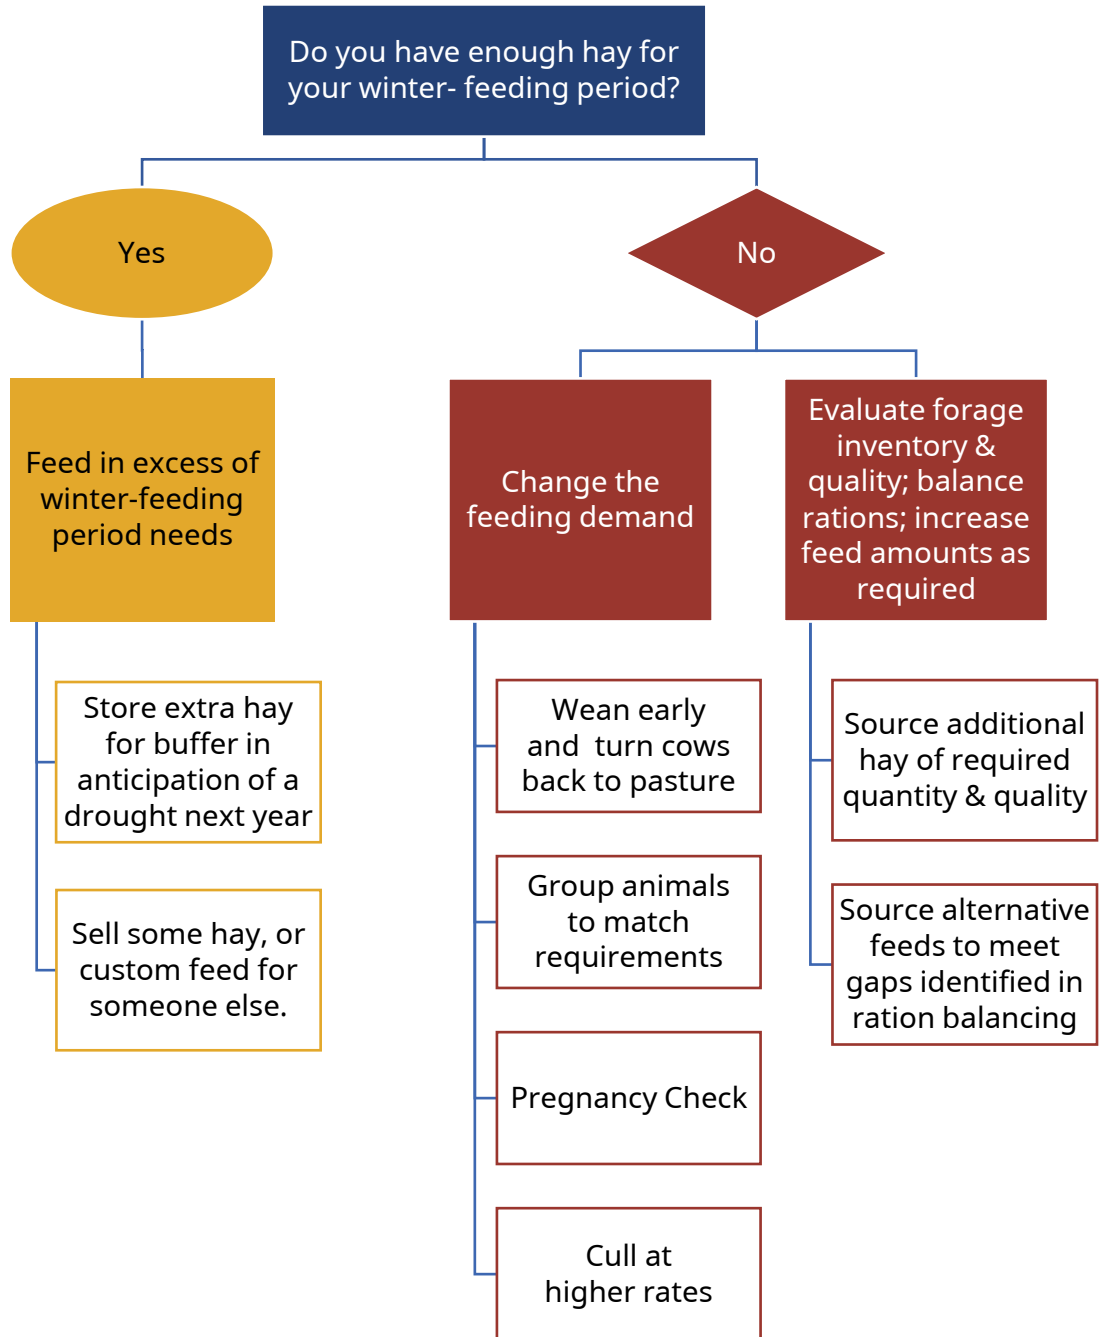 Do you have enough hay for
your winter- feeding period?
Yes
No
Feed in excess of
winter-feeding
period needs
Store extra hay
for buffer in
anticipation of a
drought next year
Sell some hay, or
custom feed for
someone else.
Change the
feeding demand
Wean early
and  turn cows
back to pasture
Group animals
to match
requirements
Pregnancy Check
Cull at
higher rates
Evaluate forage
inventory &
quality; balance
rations; increase
feed amounts as
required
Source additional
hay of required
quantity & quality
Source alternative
feeds to meet
gaps identified in
ration balancing